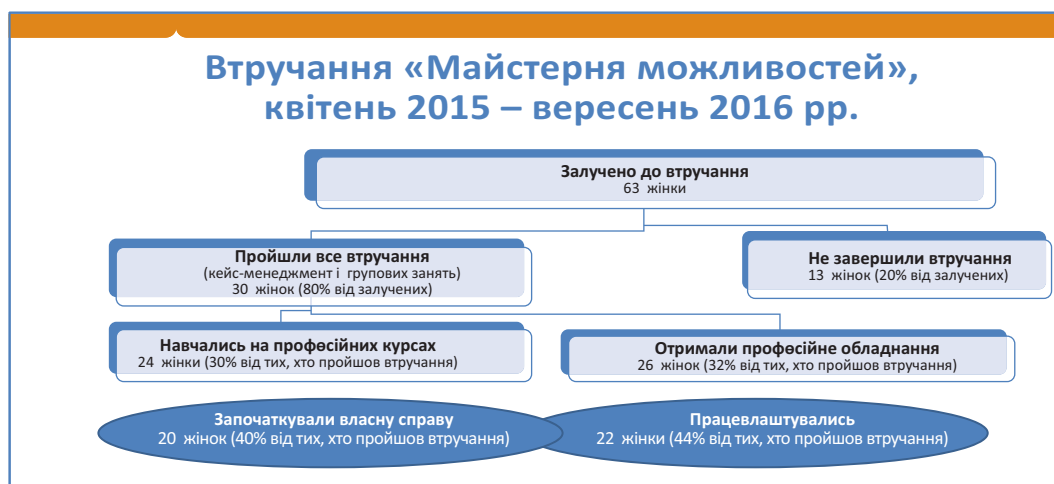 Втручання «Майстерня можливостей»,
квітень 2015 – вересень 2016 рр.
Залучено до втручання
63 жінки
Пройшли все втручання
(кейс-менеджмент і групових занять)
30 жінок (80% від залучених)
Не завершили втручання
13 жінок (20% від залучених)
Навчались на професійних курсах
24 жінки (30% від тих, хто пройшов втручання)
Отримали професійне обладнання
26 жінок (32% від тих, хто пройшов втручання)
Започаткували власну справу
20 жінок (40% від тих, хто пройшов втручання)
Працевлаштувались
22 жінки (44% від тих, хто пройшов втручання)